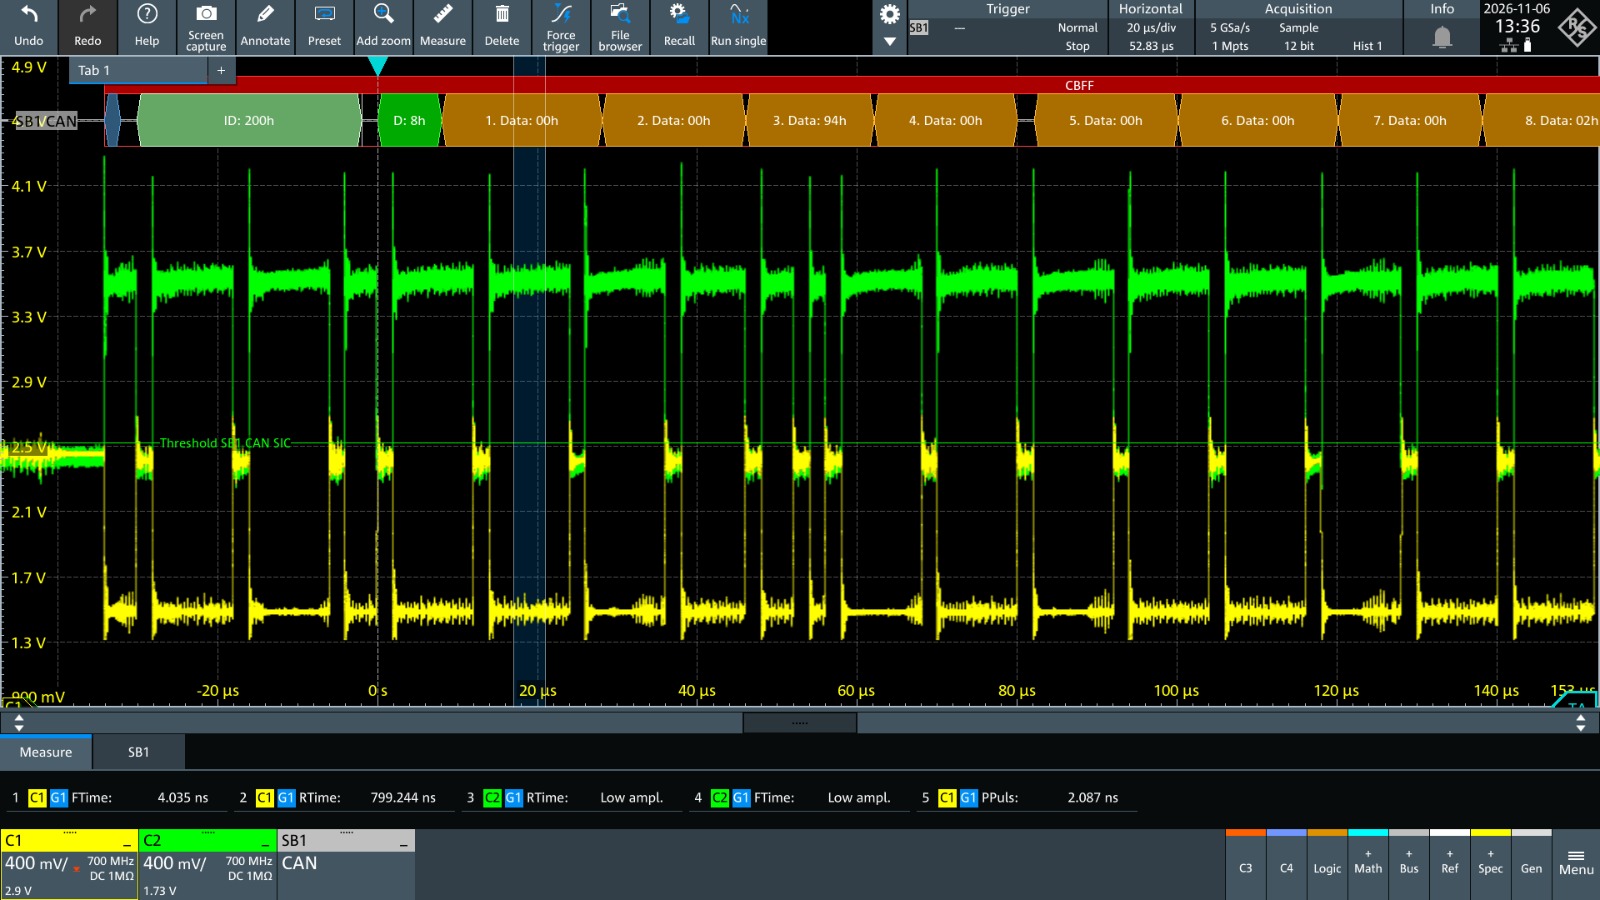 Undo
Redo
Help
Screen capture
Annotate
Preset
Add zoom
Measure
Delete
Force trigger
File browser
Recall
Nx
Run single
Trigger
SB1 — Normal
Stop
Horizontal
20 µs/div
52.83 µs
Acquisition
5 GSa/s Sample
1 Mpts 12 bit Hist 1
Info
2026-11-06
13:36
R S
4.9 V
Tab 1 +
CBFF
SB1 CAN
ID: 200h
D: 8h
1. Data: 00h
2. Data: 00h
3. Data: 94h
4. Data: 00h
5. Data: 00h
6. Data: 00h
7. Data: 00h
8. Data: 02h
4.1 V
3.7 V
3.3 V
2.9 V
Threshold SB1 CAN SIC
2.5 V
2.1 V
1.7 V
1.3 V
900 mV
-20 µs 0 s 20 µs 40 µs 60 µs 80 µs 100 µs 120 µs 140 µs 153 µs
C1
TA
Measure SB1
1 C1 G1 FTime: 4.035 ns 2 C1 G1 RTime: 799.244 ns 3 C2 G1 RTime: Low ampl. 4 C2 G1 FTime: Low ampl. 5 C1 G1 PPuls: 2.087 ns
C1
400 mV/ 700 MHz
DC 1MΩ
2.9 V
C2
400 mV/ 700 MHz
DC 1MΩ
1.73 V
SB1
CAN
C3
C4
Logic
+ Math
+ Bus
+ Ref
+ Spec
Gen
Menu